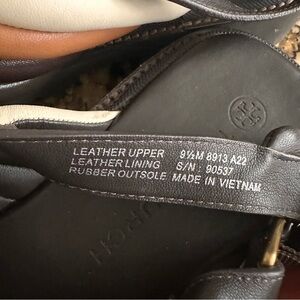 LEATHER UPPER 9½M 8913 A22
LEATHER LINING S/N: 90537
RUBBER OUTSOLE MADE IN VIETNAM